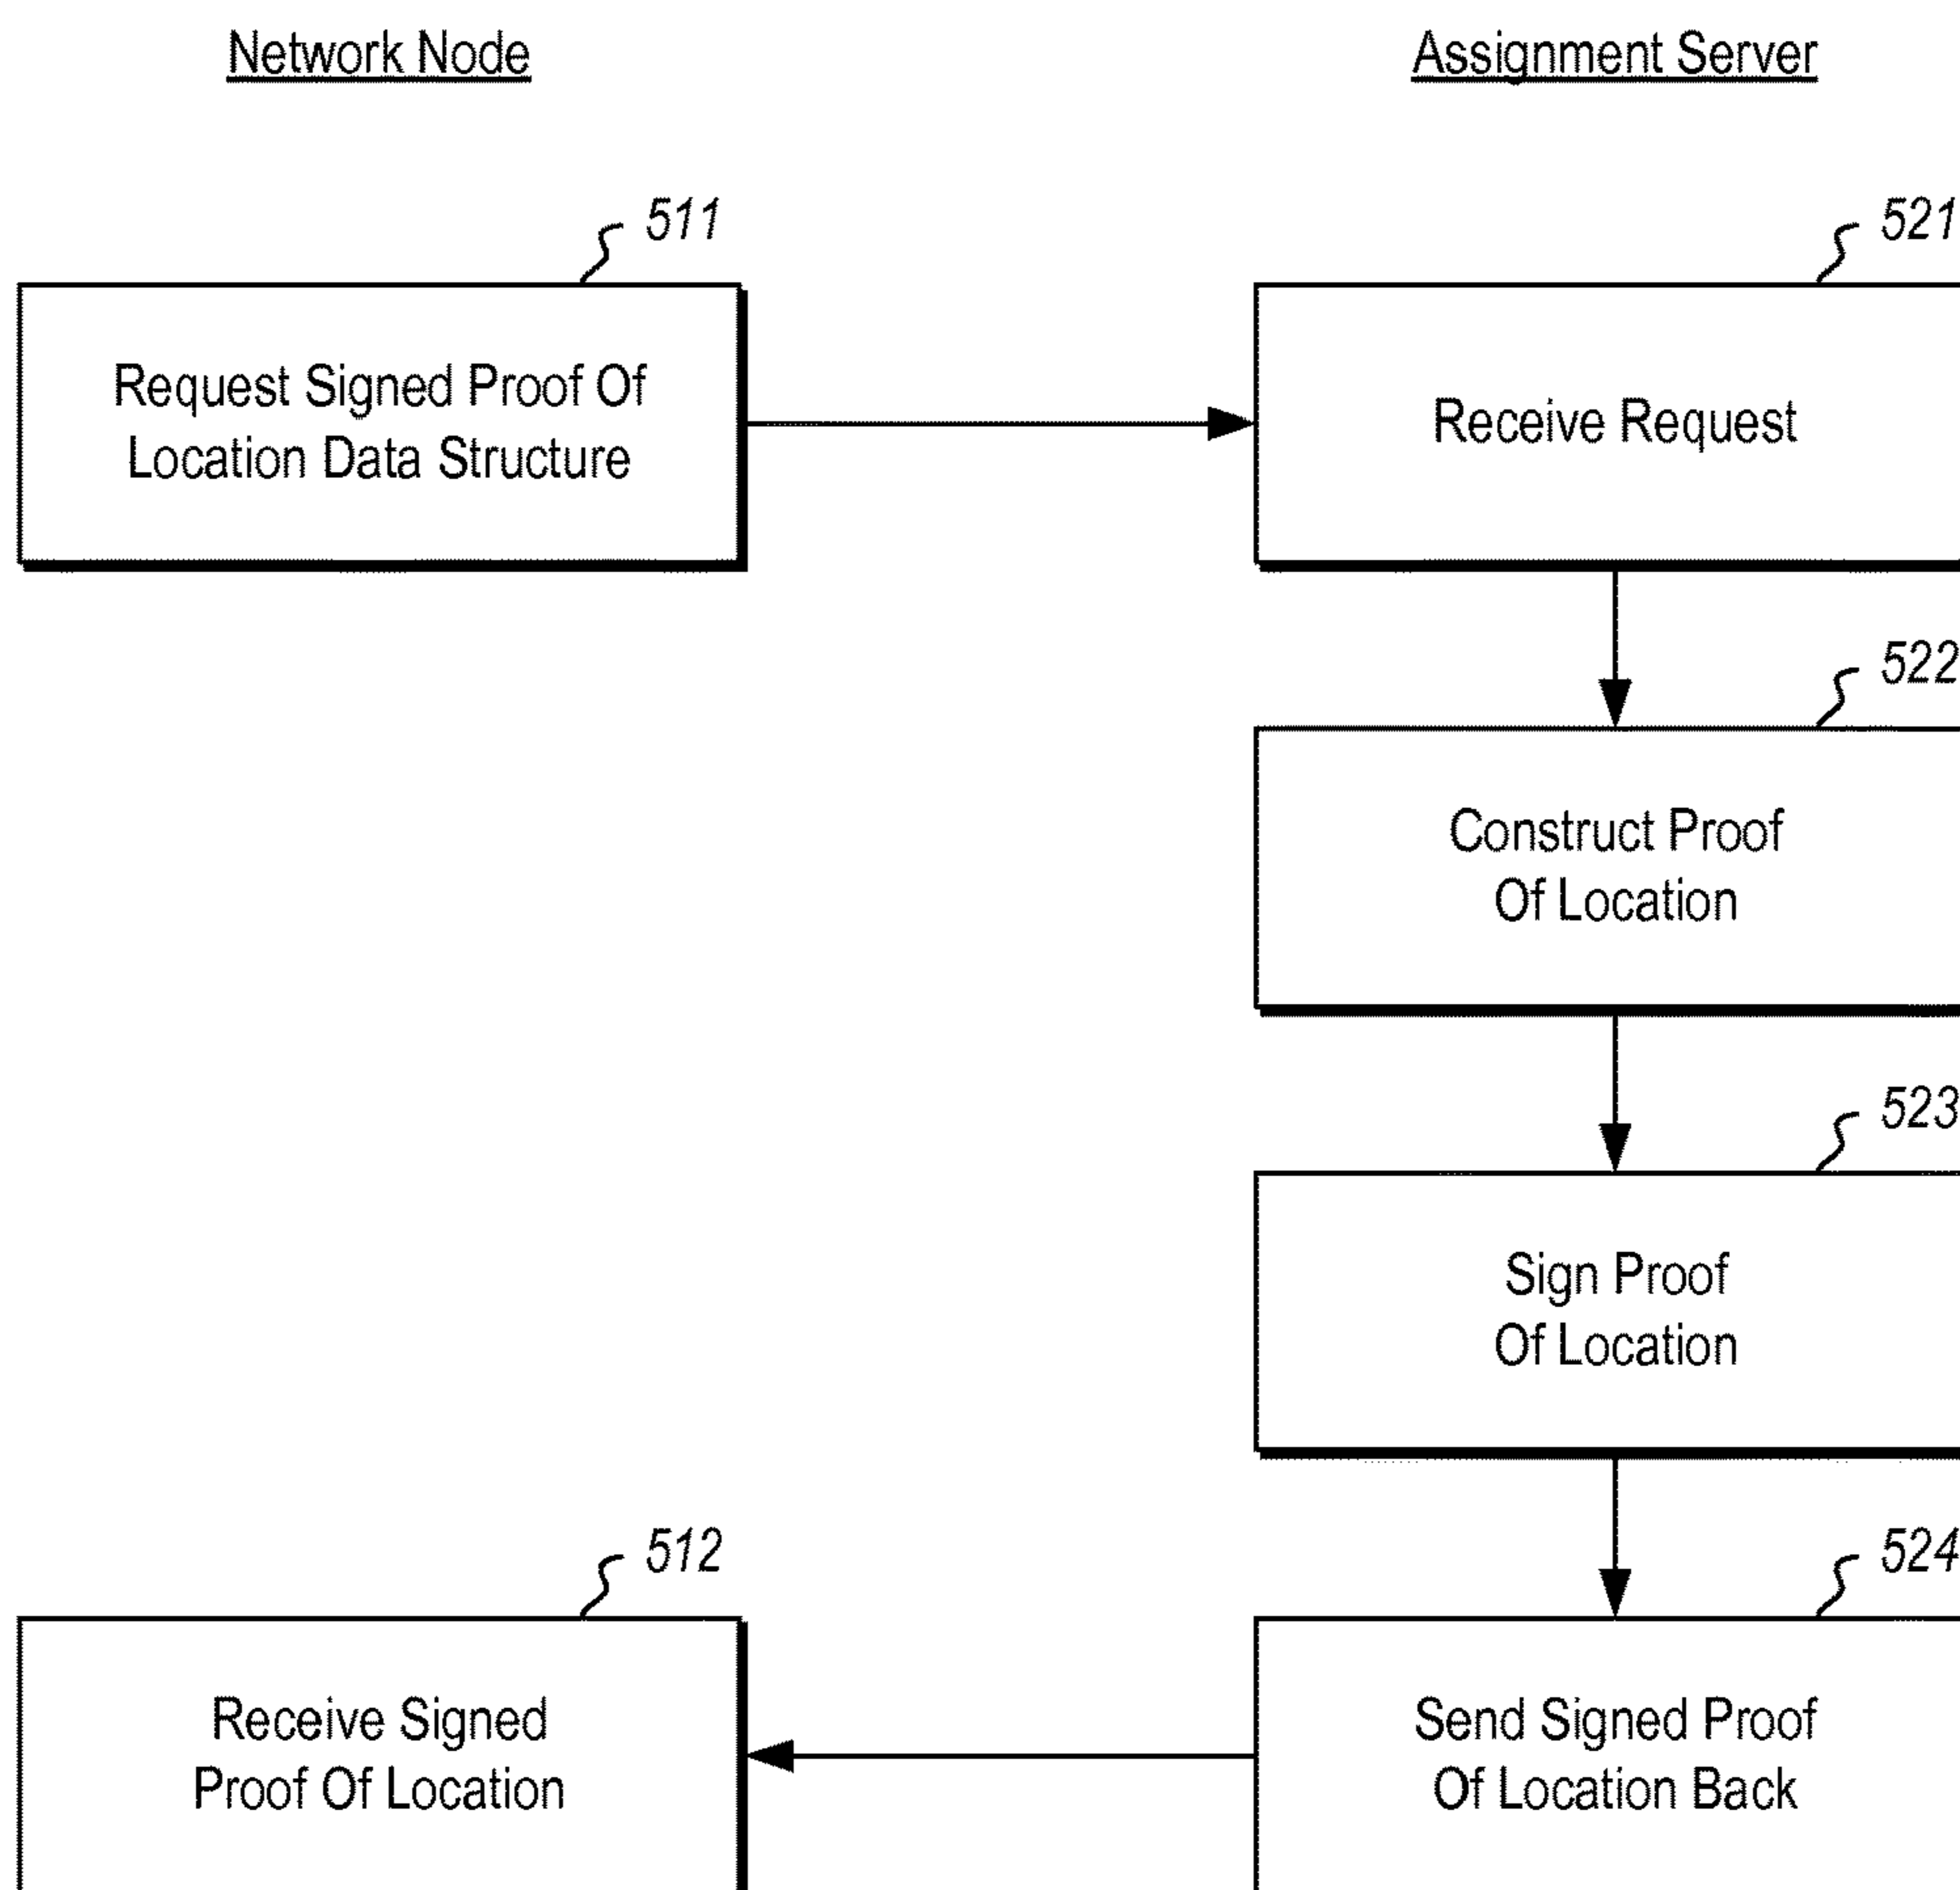 Network Node
Assignment Server
511
521
Request Signed Proof Of
Location Data Structure
Receive Request
522
Construct Proof
Of Location
523
Sign Proof
Of Location
512
524
Receive Signed
Proof Of Location
Send Signed Proof
Of Location Back